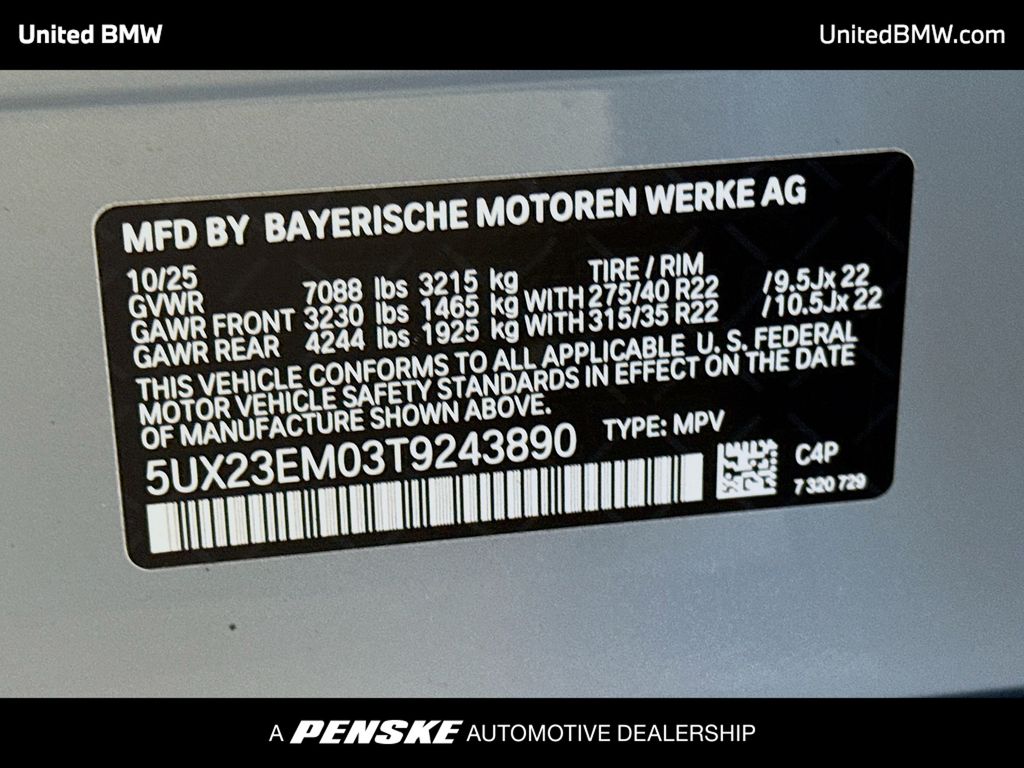 United BMW
UnitedBMW.com
MFD BY BAYERISCHE MOTOREN WERKE AG
10/25 TIRE / RIM
GVWR 7088 lbs 3215 kg
GAWR FRONT 3230 lbs 1465 kg WITH 275/40 R22 /9.5Jx 22
GAWR REAR 4244 lbs 1925 kg WITH 315/35 R22 /10.5Jx 22
THIS VEHICLE CONFORMS TO ALL APPLICABLE U. S. FEDERAL
MOTOR VEHICLE SAFETY STANDARDS IN EFFECT ON THE DATE
OF MANUFACTURE SHOWN ABOVE.
5UX23EM03T9243890 TYPE: MPV
C4P
7 320 729
A PENSKE AUTOMOTIVE DEALERSHIP